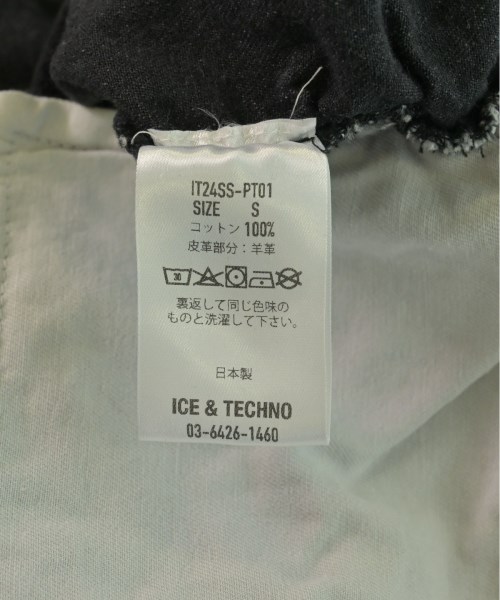 IT24SS-PT01
SIZE S
コットン 100%
皮革部分：羊革
30
裏返して同じ色味の
ものと洗濯して下さい。
日本製
ICE & TECHNO
03-6426-1460